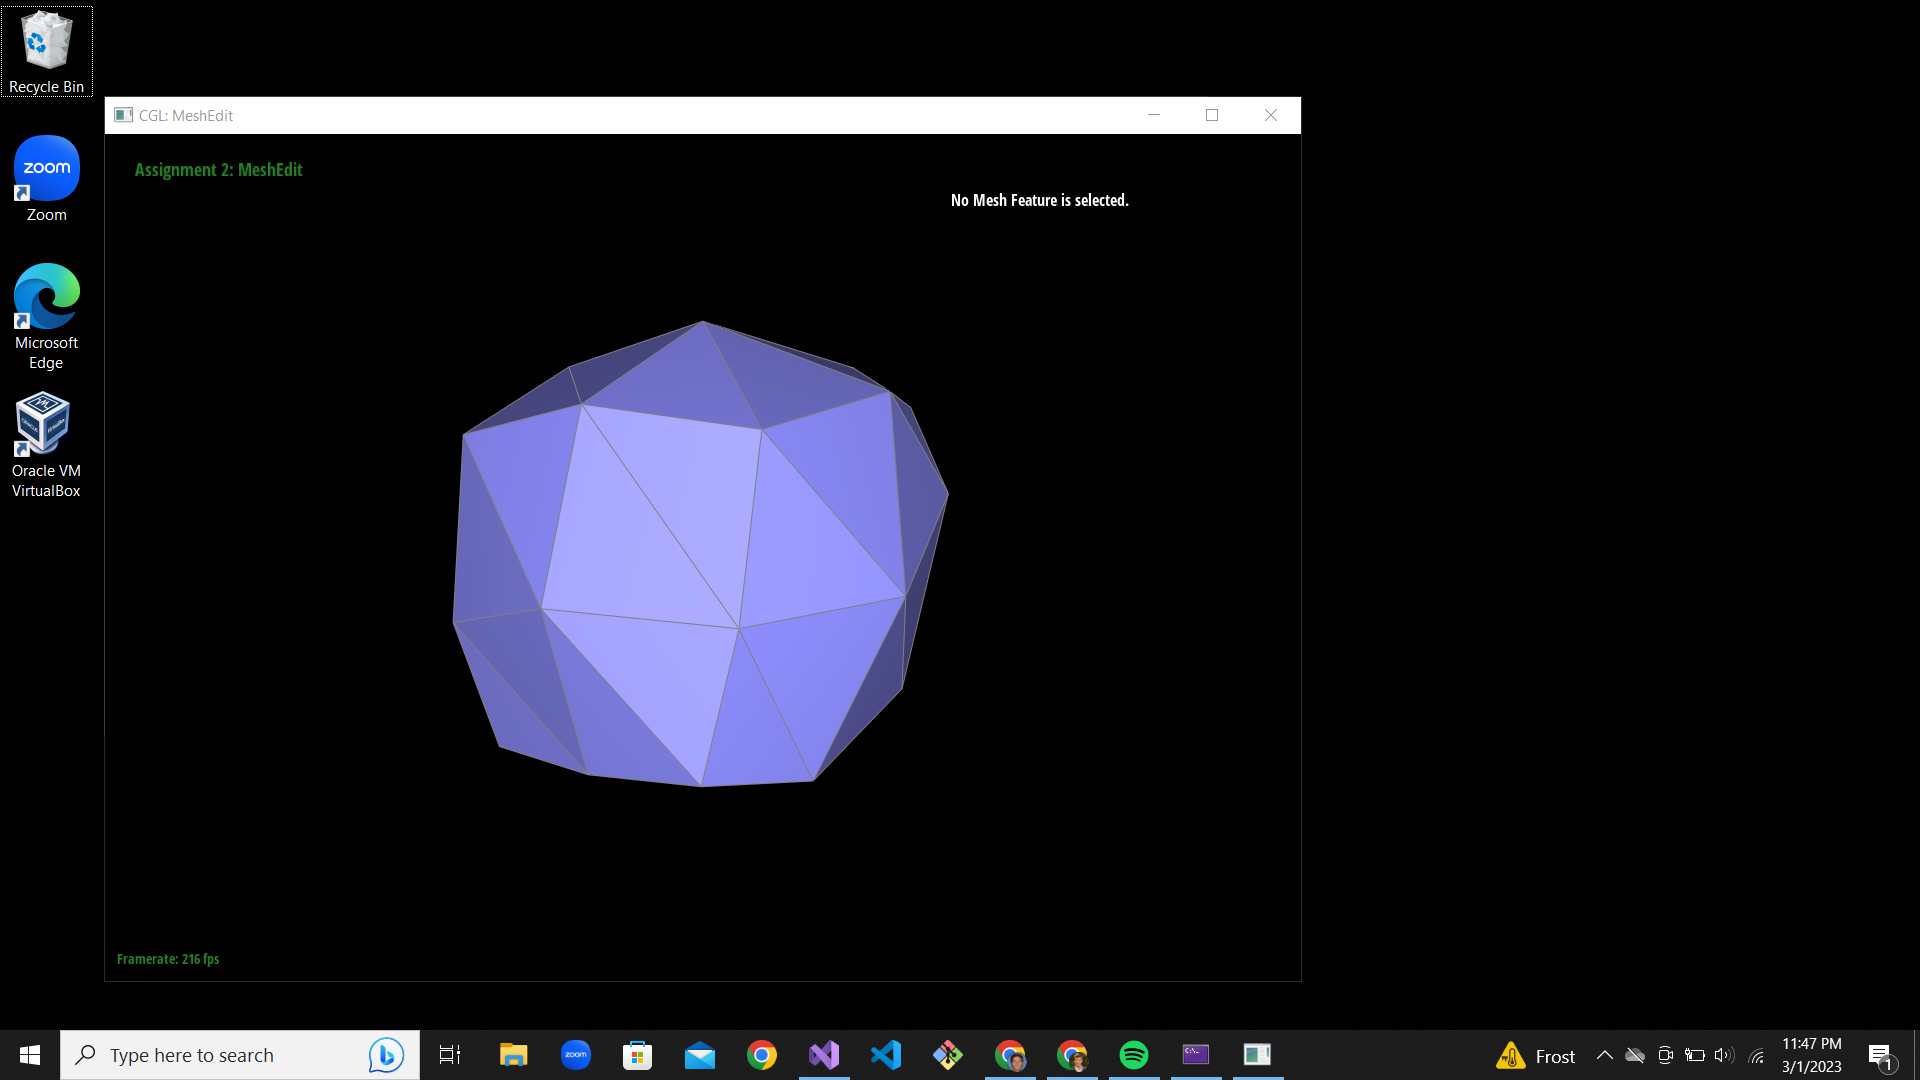 Recycle Bin
CGL: MeshEdit
Assignment 2: MeshEdit
No Mesh Feature is selected.
zoom
Zoom
Microsoft
Edge
Oracle VM
VirtualBox
Framerate: 216 fps
Type here to search
zoom
Frost
11:47 PM
3/1/2023
1